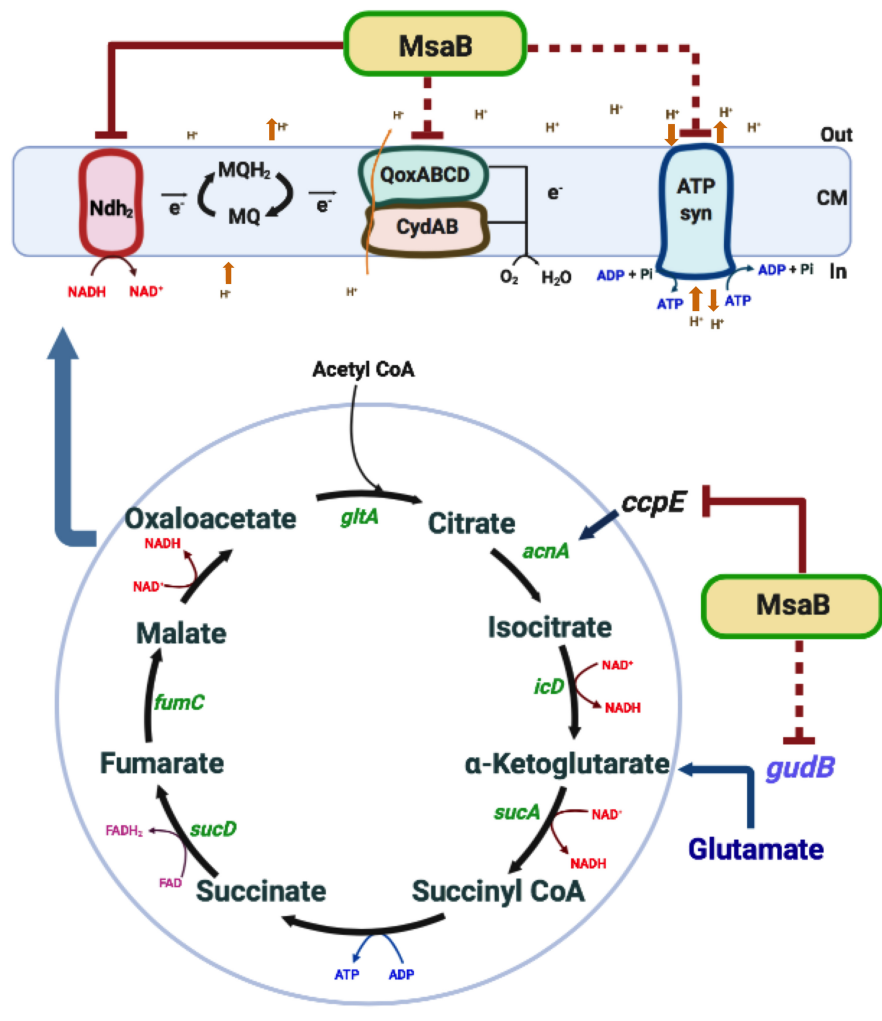 MsaB
H⁺
H⁺
H⁺
H⁺
H⁺
H⁺
H⁺
H⁺
H⁺
Out
Ndh₂
e⁻
MQH₂
MQ
e⁻
QoxABCD
CydAB
e⁻
ATP
syn
CM
NADH
NAD⁺
H⁺
H⁺
O₂
H₂O
ADP + Pi
ATP
ATP
ADP + Pi
In
H⁺
H⁺
Acetyl CoA
Oxaloacetate
gltA
Citrate
ccpE
acnA
NADH
NAD⁺
MsaB
Malate
Isocitrate
icD
NAD⁺
NADH
fumC
Fumarate
α-Ketoglutarate
gudB
sucA
NAD⁺
NADH
Glutamate
FADH₂
sucD
FAD
Succinate
Succinyl CoA
ATP
ADP